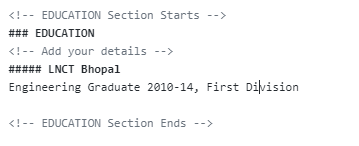 <!-- EDUCATION Section Starts -->
### EDUCATION
<!-- Add your details -->
##### LNCT Bhopal
Engineering Graduate 2010-14, First Division
<!-- EDUCATION Section Ends -->